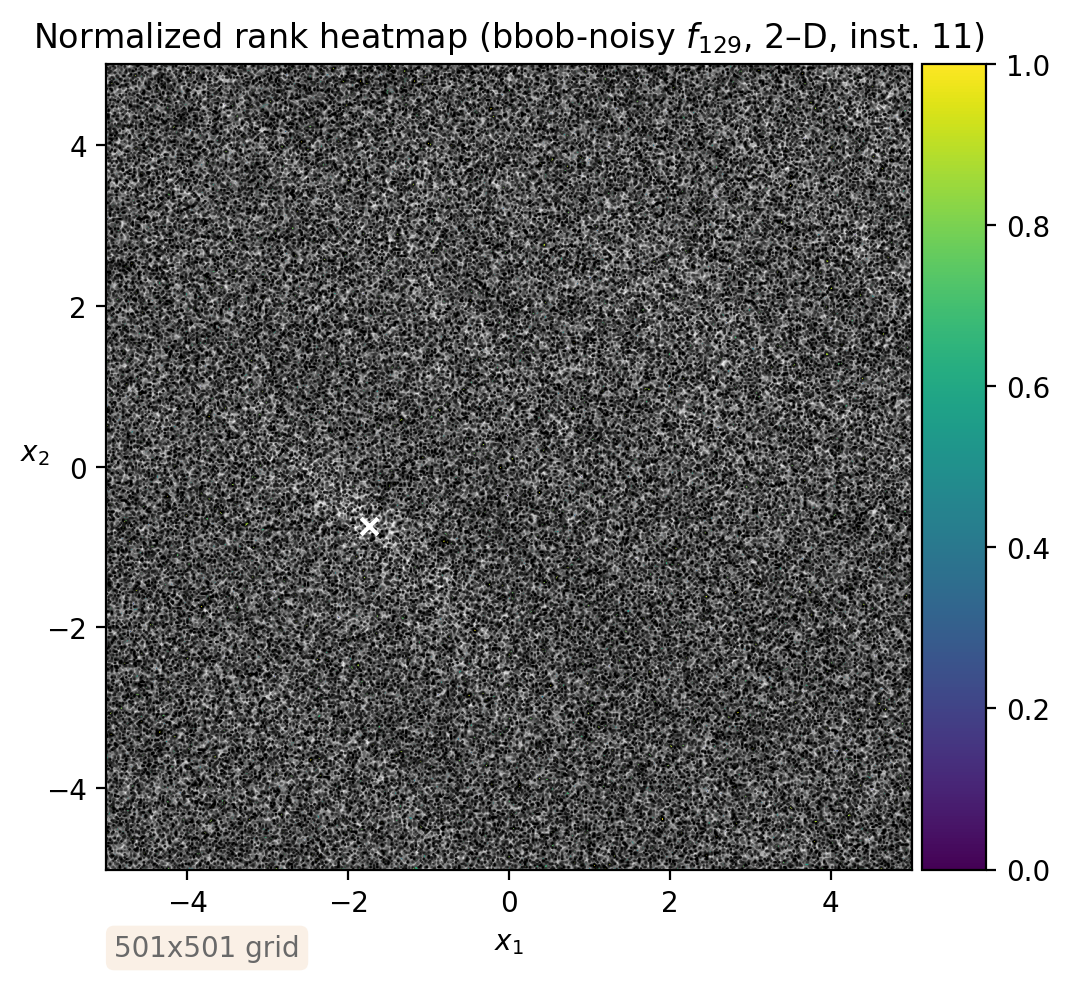 Normalized rank heatmap (bbob-noisy f₁₂₉, 2–D, inst. 11)
1.0
0.8
0.6
0.4
0.2
0.0
4
2
0
−2
−4
x₂
−4 −2 0 2 4
x₁
501x501 grid